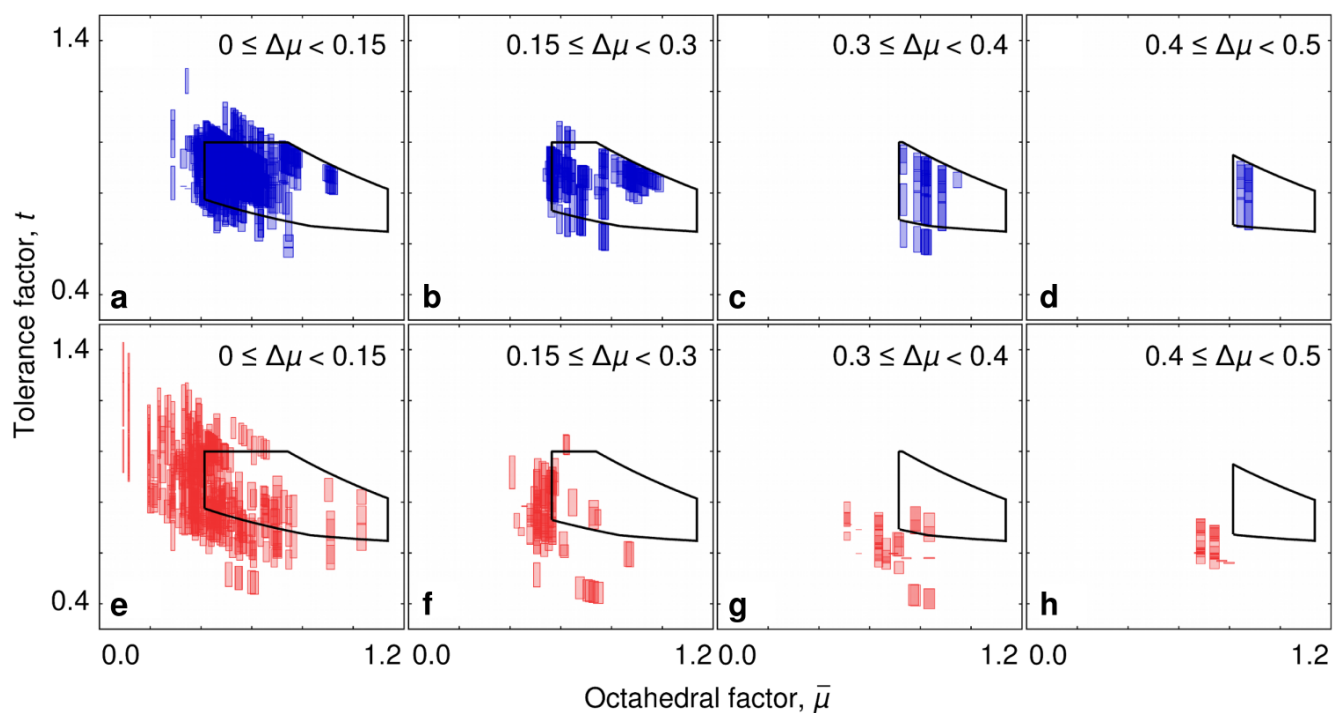 1.4
0 ≤ Δμ < 0.15
0.15 ≤ Δμ < 0.3
0.3 ≤ Δμ < 0.4
0.4 ≤ Δμ < 0.5
Tolerance factor, t
0.4
a
b
c
d
1.4
0 ≤ Δμ < 0.15
0.15 ≤ Δμ < 0.3
0.3 ≤ Δμ < 0.4
0.4 ≤ Δμ < 0.5
Tolerance factor, t
0.4
e
f
g
h
0.0
1.2
0.0
1.2
0.0
1.2
0.0
1.2
Octahedral factor, μ̄